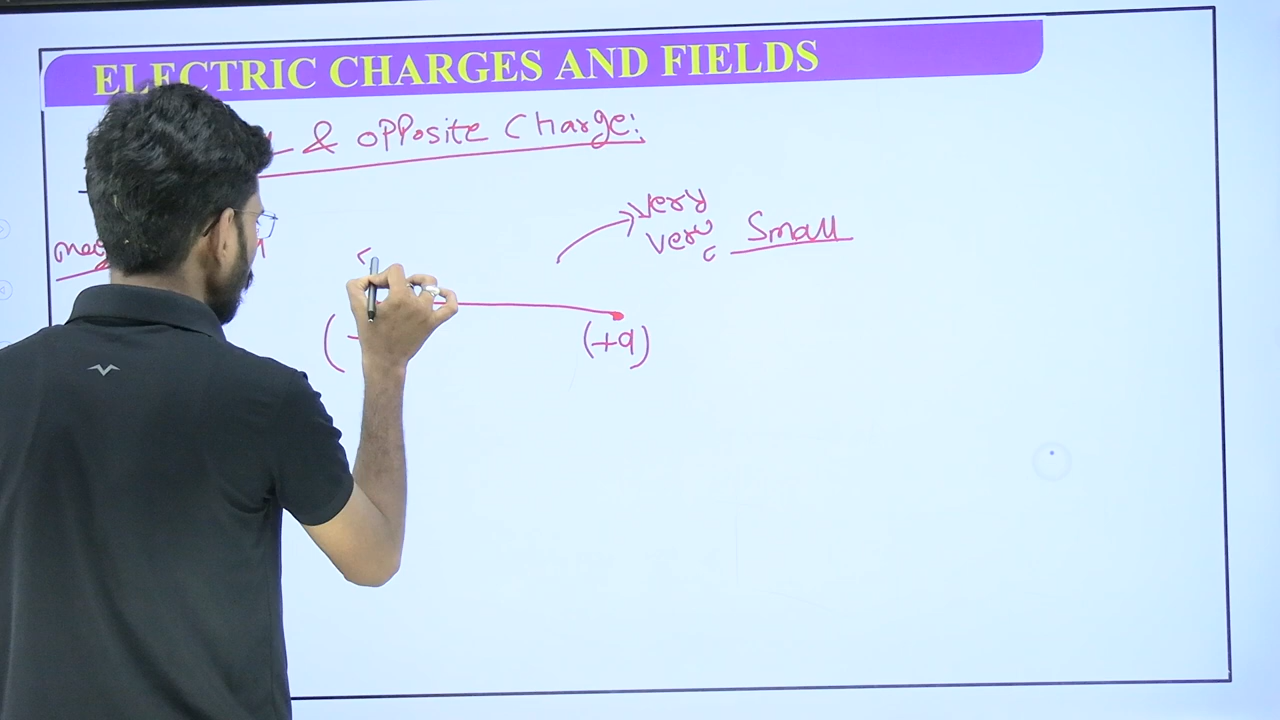 ELECTRIC CHARGES AND FIELDS
& opposite Charge:
Very
Very Small
(+q)